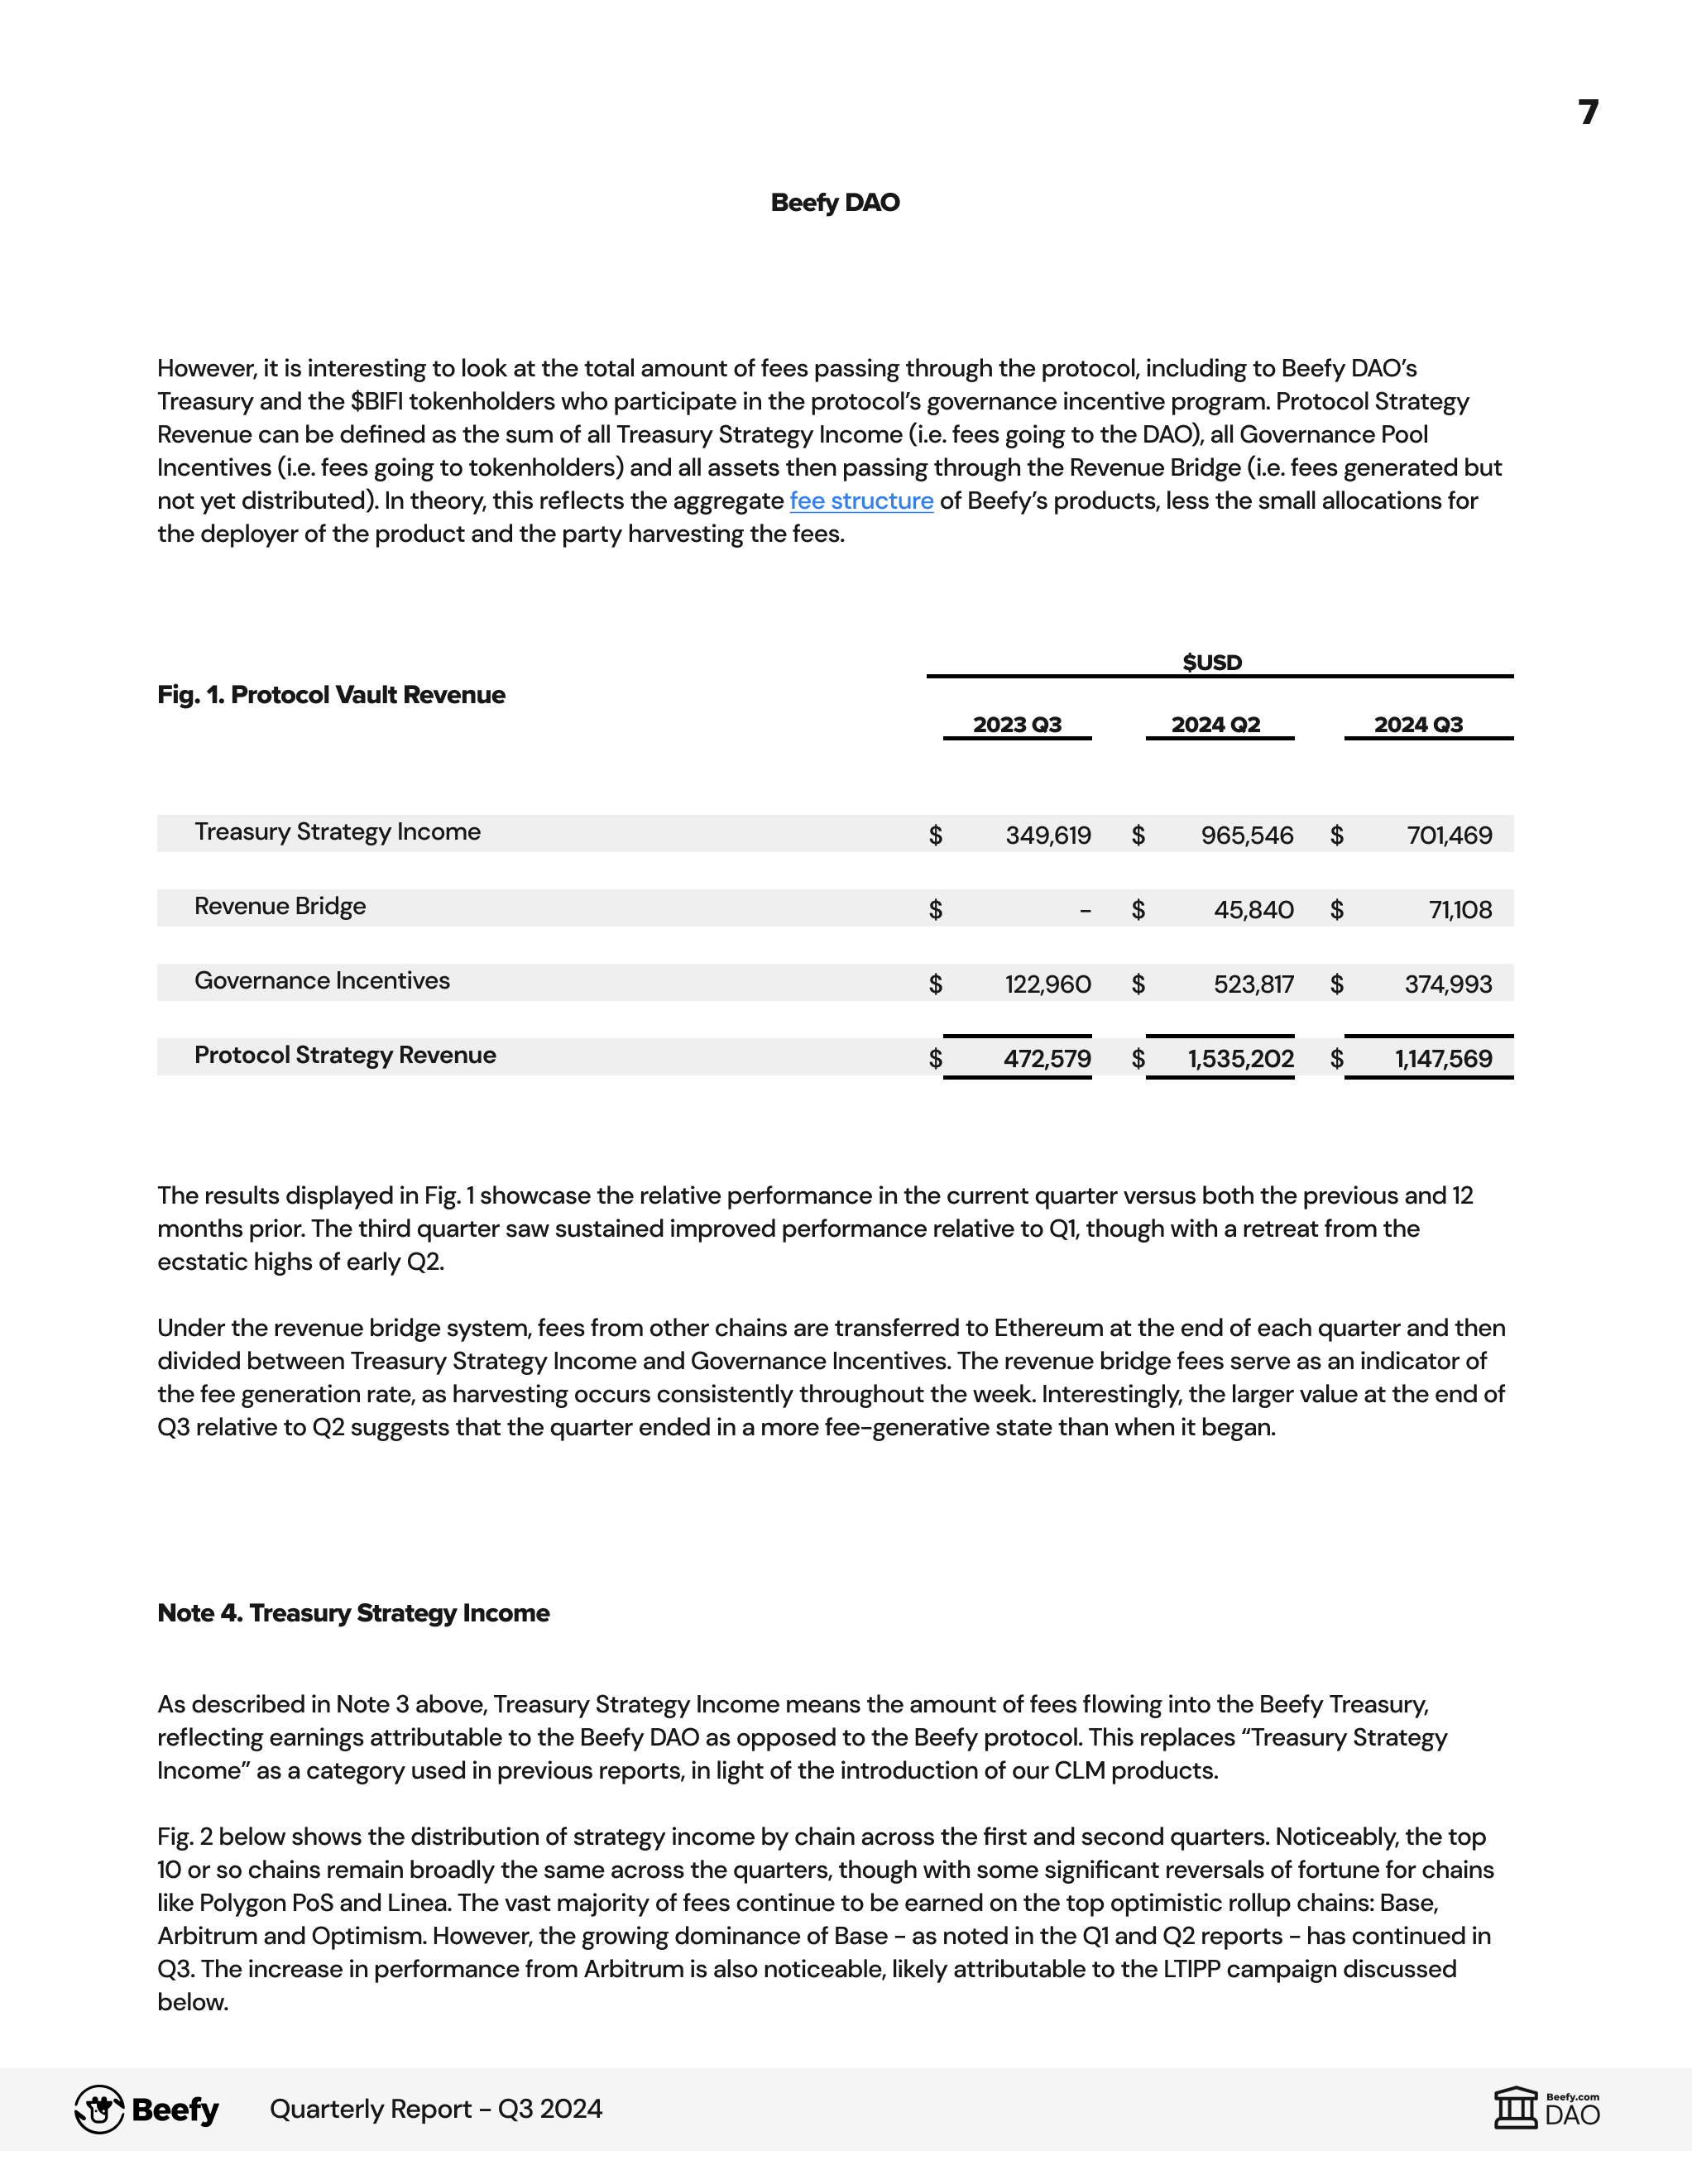 7
Beefy DAO
However, it is interesting to look at the total amount of fees passing through the protocol, including to Beefy DAO’s
Treasury and the $BIFI tokenholders who participate in the protocol’s governance incentive program. Protocol Strategy
Revenue can be defined as the sum of all Treasury Strategy Income (i.e. fees going to the DAO), all Governance Pool
Incentives (i.e. fees going to tokenholders) and all assets then passing through the Revenue Bridge (i.e. fees generated but
not yet distributed). In theory, this reflects the aggregate fee structure of Beefy’s products, less the small allocations for
the deployer of the product and the party harvesting the fees.
$USD
Fig. 1. Protocol Vault Revenue
2023 Q3 2024 Q2 2024 Q3
Treasury Strategy Income $ 349,619 $ 965,546 $ 701,469
Revenue Bridge $ - $ 45,840 $ 71,108
Governance Incentives $ 122,960 $ 523,817 $ 374,993
Protocol Strategy Revenue $ 472,579 $ 1,535,202 $ 1,147,569
The results displayed in Fig. 1 showcase the relative performance in the current quarter versus both the previous and 12
months prior. The third quarter saw sustained improved performance relative to Q1, though with a retreat from the
ecstatic highs of early Q2.
Under the revenue bridge system, fees from other chains are transferred to Ethereum at the end of each quarter and then
divided between Treasury Strategy Income and Governance Incentives. The revenue bridge fees serve as an indicator of
the fee generation rate, as harvesting occurs consistently throughout the week. Interestingly, the larger value at the end of
Q3 relative to Q2 suggests that the quarter ended in a more fee-generative state than when it began.
Note 4. Treasury Strategy Income
As described in Note 3 above, Treasury Strategy Income means the amount of fees flowing into the Beefy Treasury,
reflecting earnings attributable to the Beefy DAO as opposed to the Beefy protocol. This replaces “Treasury Strategy
Income” as a category used in previous reports, in light of the introduction of our CLM products.
Fig. 2 below shows the distribution of strategy income by chain across the first and second quarters. Noticeably, the top
10 or so chains remain broadly the same across the quarters, though with some significant reversals of fortune for chains
like Polygon PoS and Linea. The vast majority of fees continue to be earned on the top optimistic rollup chains: Base,
Arbitrum and Optimism. However, the growing dominance of Base - as noted in the Q1 and Q2 reports - has continued in
Q3. The increase in performance from Arbitrum is also noticeable, likely attributable to the LTIPP campaign discussed
below.
Beefy Quarterly Report - Q3 2024
Beefy.com
DAO